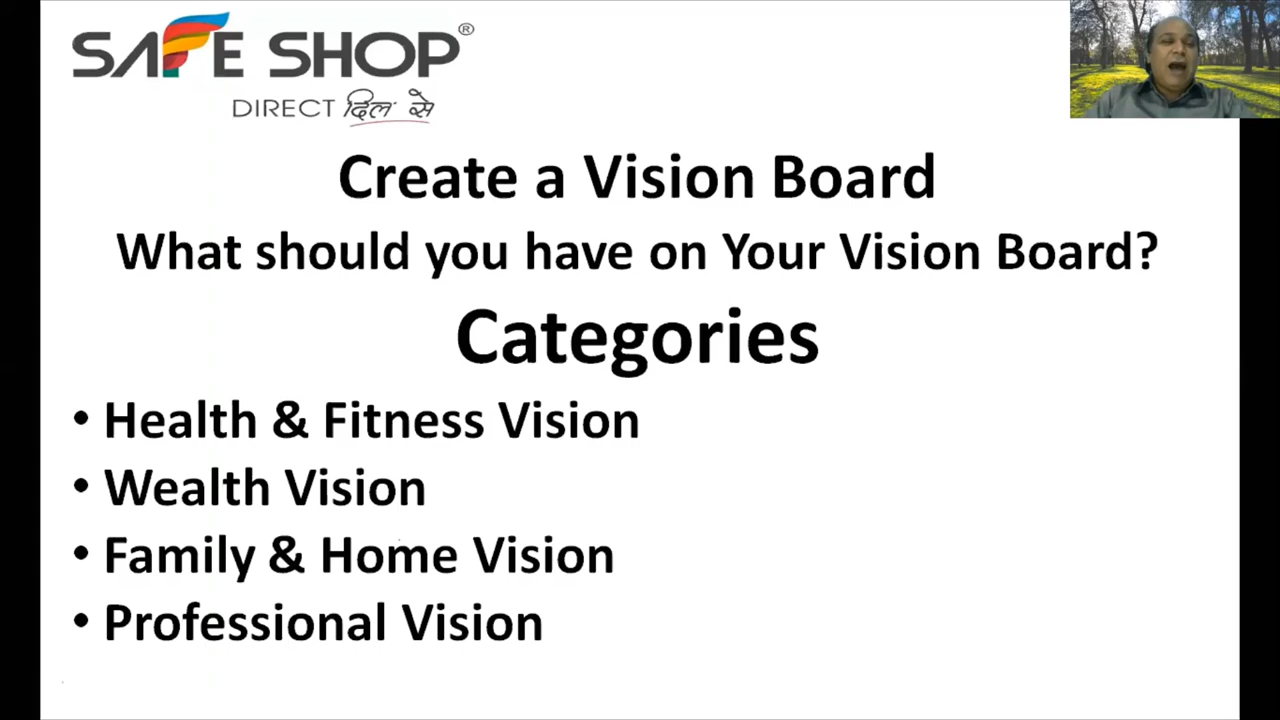 SAFE SHOP®
DIRECT दिल से
Create a Vision Board
What should you have on Your Vision Board?
Categories
• Health & Fitness Vision
• Wealth Vision
• Family & Home Vision
• Professional Vision